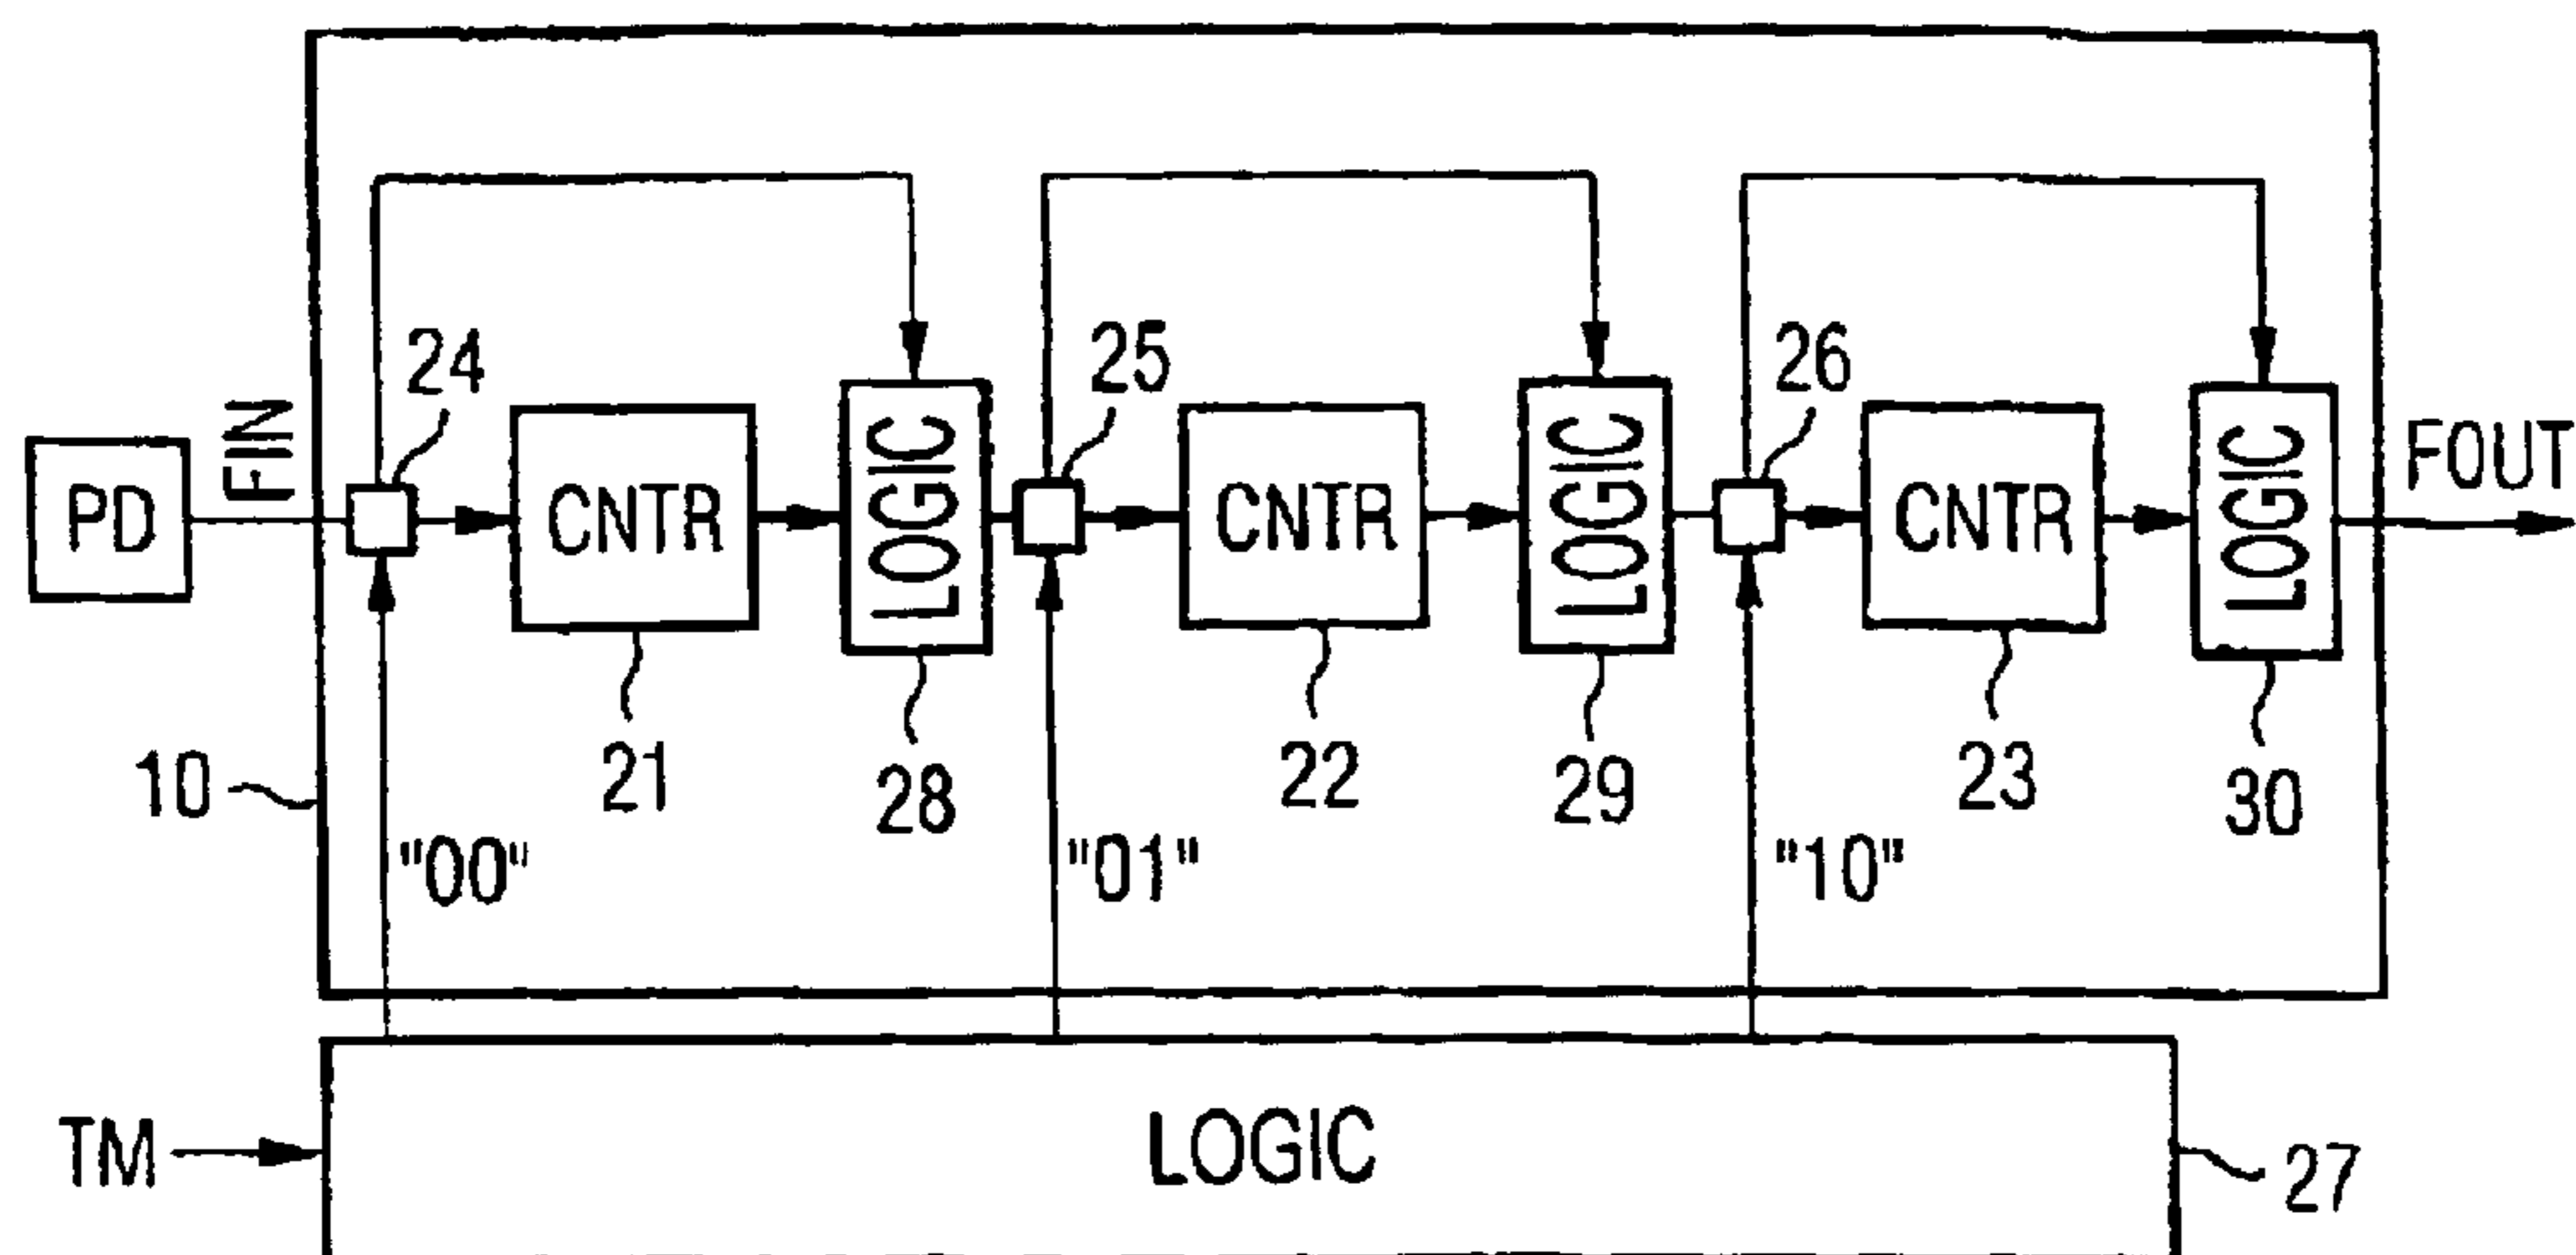 24
25
26
PD
FIN
CNTR
LOGIC
CNTR
LOGIC
CNTR
LOGIC
FOUT
21
28
22
29
23
30
10
"00"
"01"
"10"
TM
LOGIC
27